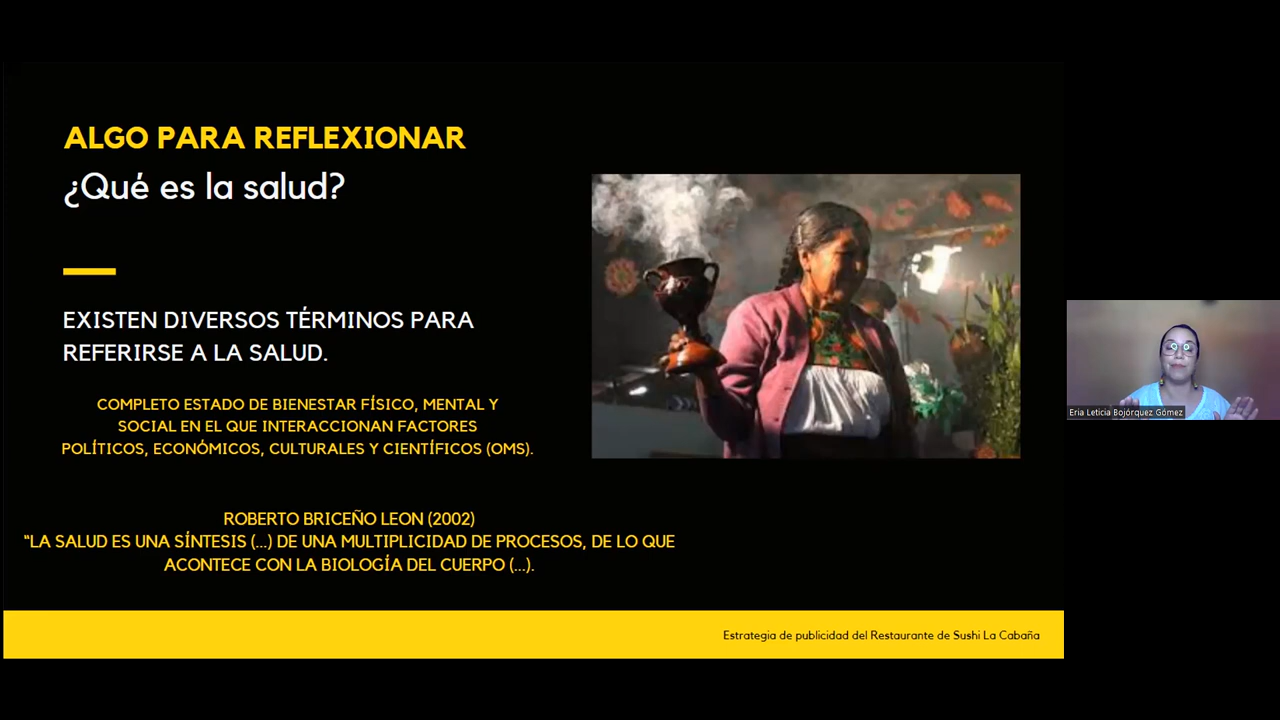 ALGO PARA REFLEXIONAR
¿Qué es la salud?
EXISTEN DIVERSOS TÉRMINOS PARA
REFERIRSE A LA SALUD.
COMPLETO ESTADO DE BIENESTAR FÍSICO, MENTAL Y
SOCIAL EN EL QUE INTERACCIONAN FACTORES
POLÍTICOS, ECONÓMICOS, CULTURALES Y CIENTÍFICOS (OMS).
ROBERTO BRICEÑO LEON (2002)
“LA SALUD ES UNA SÍNTESIS (...) DE UNA MULTIPLICIDAD DE PROCESOS, DE LO QUE
ACONTECE CON LA BIOLOGÍA DEL CUERPO (...).
Estrategia de publicidad del Restaurante de Sushi La Cabaña
Eria Leticia Bojórquez Gómez